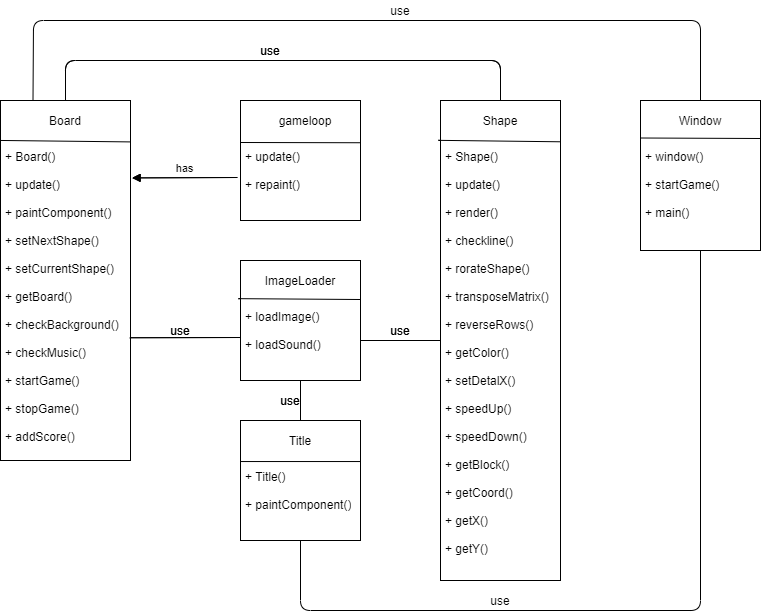 use
use
Board
+ Board()
+ update()
+ paintComponent()
+ setNextShape()
+ setCurrentShape()
+ getBoard()
+ checkBackground()
+ checkMusic()
+ startGame()
+ stopGame()
+ addScore()
has
gameloop
+ update()
+ repaint()
use
ImageLoader
+ loadImage()
+ loadSound()
use
use
Title
+ Title()
+ paintComponent()
Shape
+ Shape()
+ update()
+ render()
+ checkline()
+ rorateShape()
+ transposeMatrix()
+ reverseRows()
+ getColor()
+ setDetalX()
+ speedUp()
+ speedDown()
+ getBlock()
+ getCoord()
+ getX()
+ getY()
Window
+ window()
+ startGame()
+ main()
use